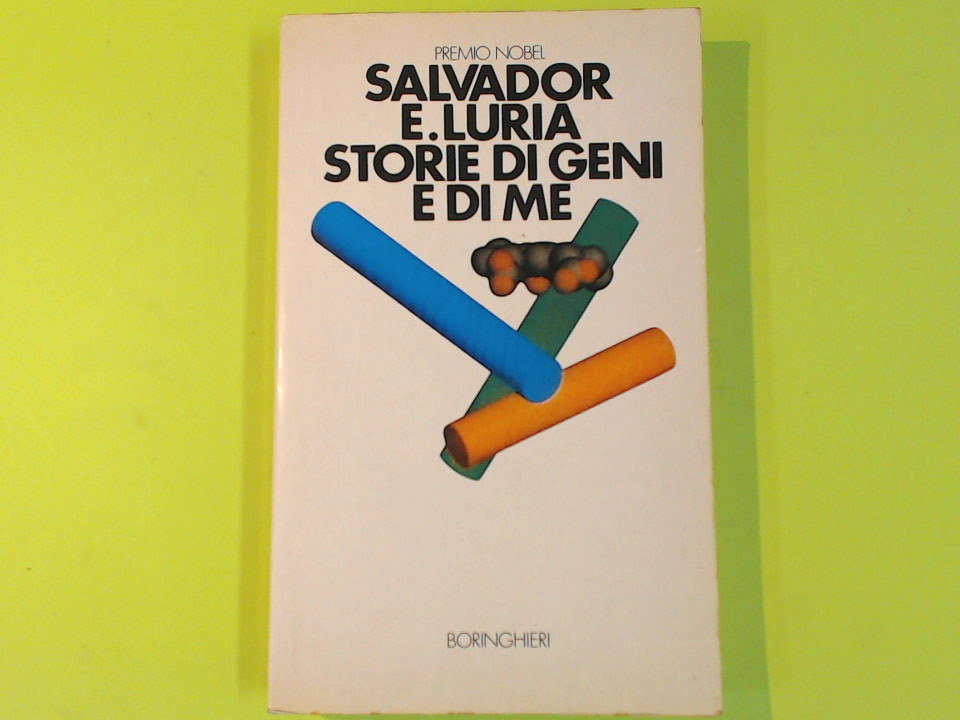 PREMIO NOBEL
SALVADOR
E. LURIA
STORIE DI GENI
E DI ME
BORINGHIERI